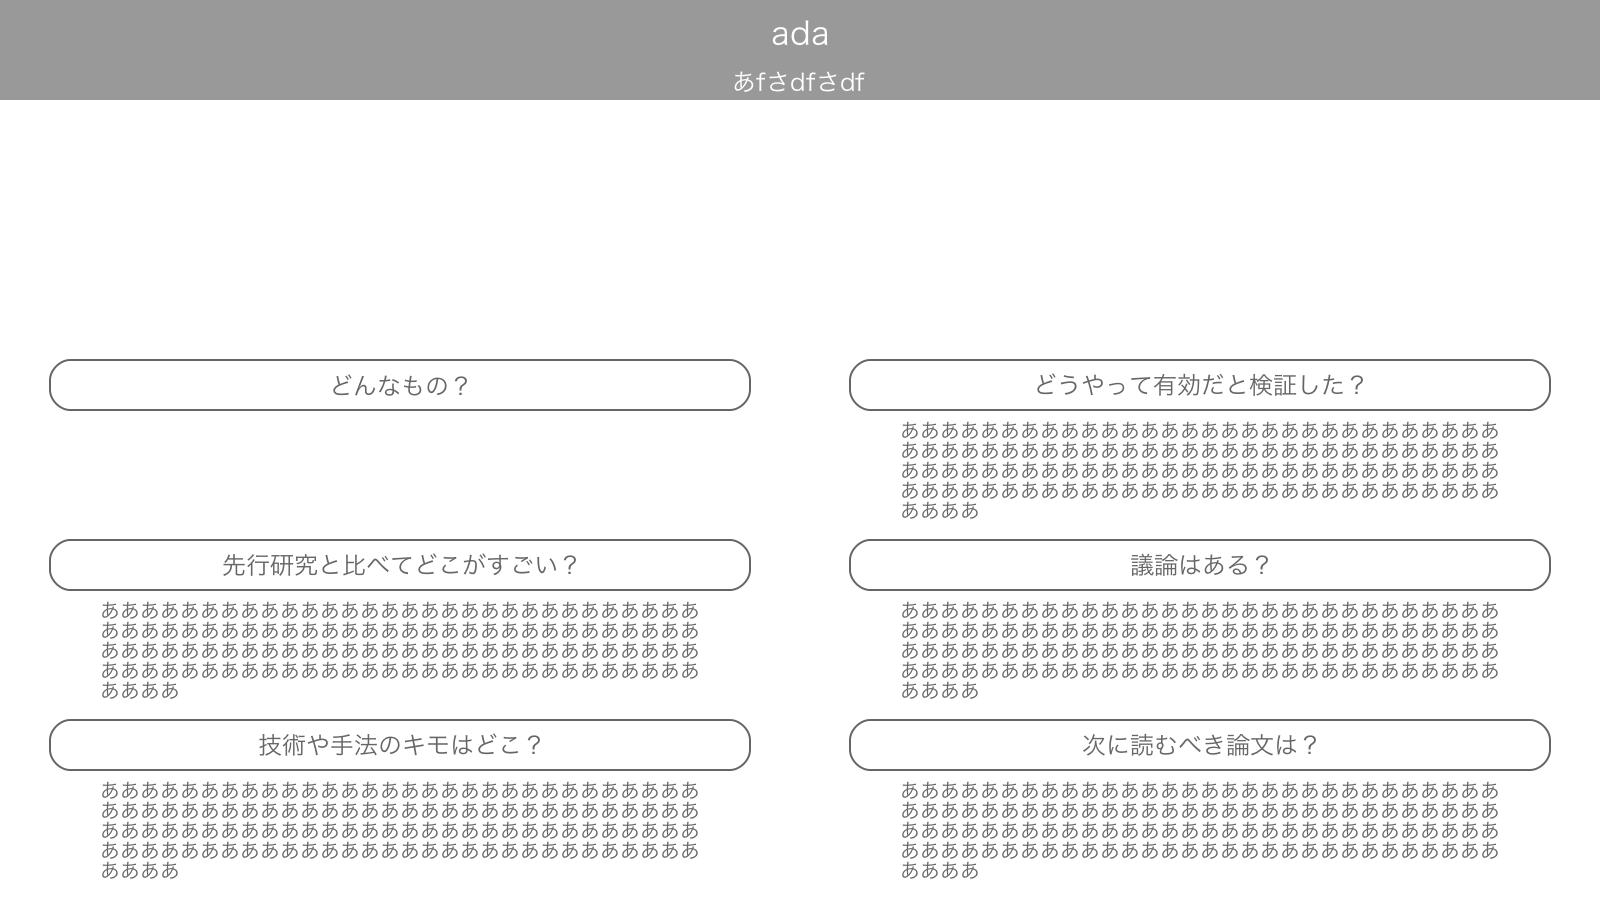 ada
あfさdfさdf
どんなもの？
先行研究と比べてどこがすごい？
ああああああああああああああああああああああああああああああ
ああああああああああああああああああああああああああああああ
ああああああああああああああああああああああああああああああ
ああああああああああああああああああああああああああああああ
ああああ
技術や手法のキモはどこ？
ああああああああああああああああああああああああああああああ
ああああああああああああああああああああああああああああああ
ああああああああああああああああああああああああああああああ
ああああああああああああああああああああああああああああああ
ああああ
どうやって有効だと検証した？
ああああああああああああああああああああああああああああああ
ああああああああああああああああああああああああああああああ
ああああああああああああああああああああああああああああああ
ああああああああああああああああああああああああああああああ
ああああ
議論はある？
ああああああああああああああああああああああああああああああ
ああああああああああああああああああああああああああああああ
ああああああああああああああああああああああああああああああ
ああああああああああああああああああああああああああああああ
ああああ
次に読むべき論文は？
ああああああああああああああああああああああああああああああ
ああああああああああああああああああああああああああああああ
ああああああああああああああああああああああああああああああ
ああああああああああああああああああああああああああああああ
ああああ